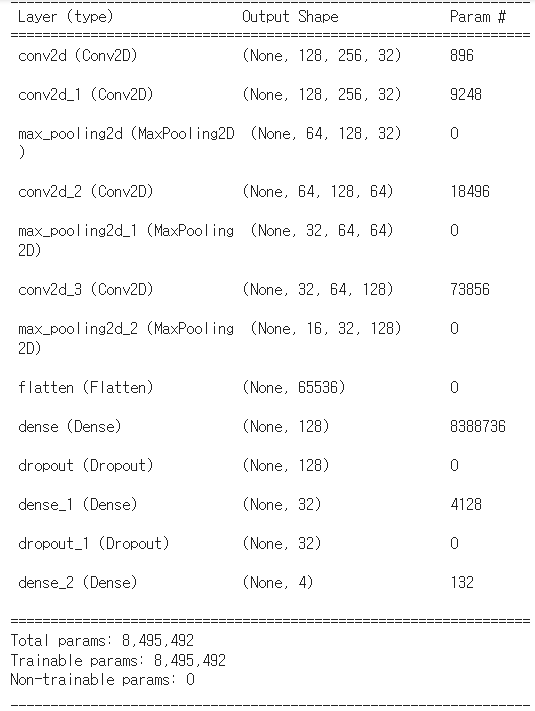 Layer (type) Output Shape Param #
conv2d (Conv2D) (None, 128, 256, 32) 896
conv2d_1 (Conv2D) (None, 128, 256, 32) 9248
max_pooling2d (MaxPooling2D (None, 64, 128, 32) 0
)
conv2d_2 (Conv2D) (None, 64, 128, 64) 18496
max_pooling2d_1 (MaxPooling (None, 32, 64, 64) 0
2D)
conv2d_3 (Conv2D) (None, 32, 64, 128) 73856
max_pooling2d_2 (MaxPooling (None, 16, 32, 128) 0
2D)
flatten (Flatten) (None, 65536) 0
dense (Dense) (None, 128) 8388736
dropout (Dropout) (None, 128) 0
dense_1 (Dense) (None, 32) 4128
dropout_1 (Dropout) (None, 32) 0
dense_2 (Dense) (None, 4) 132
Total params: 8,495,492
Trainable params: 8,495,492
Non-trainable params: 0